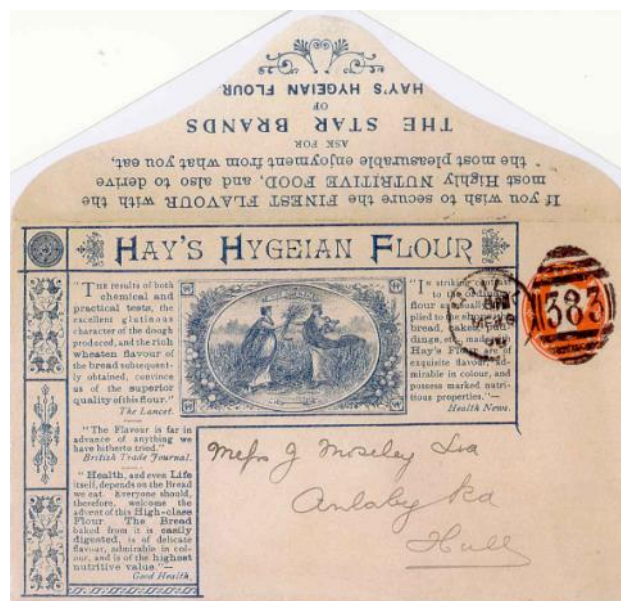 If you wish to secure the FINEST FLAVOUR with the
most Highly NUTRITIVE FOOD, and also to derive
the most pleasurable enjoyment from what you eat,
ASK FOR
THE STAR BRANDS
OF
HAY'S HYGEIAN FLOUR
HAY'S HYGEIAN FLOUR
"THE results of both
chemical and
practical tests, the
excellent glutinous
character of the dough
produced, and the rich
wheaten flavour of
the bread subsequent-
ly obtained, convince
us of the superior
quality of this flour."
The Lancet.
"The Flavour is far in
advance of anything we
have hitherto tried."
British Trade Journal.
"Health, and even Life
itself, depends on the Bread
we eat. Everyone should,
therefore, welcome the
advent of this High-class
Flour. The Bread
baked from it is easily
digested, is of delicate
flavour, admirable in col-
our, and is of the highest
nutritive value."—
Good Health.
"IN striking contrast
to the ordinary
flour usually
plied to the
bread, cakes, pud-
dings, etc., made
Hay's Flour are of
exquisite flavour, ad-
mirable in colour, and
possess marked nutri-
tious properties."—
Health News.
383
Messrs J Moseley
Anlaby Rd
Hull